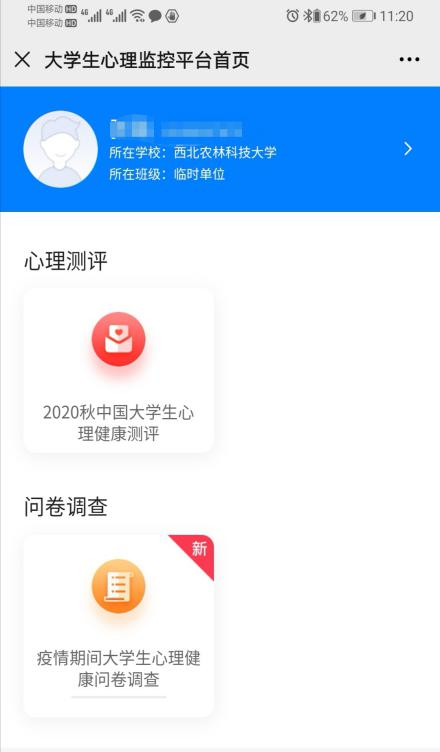 中国移动 HD 4G 4G 62% 11:20
中国移动 HD
大学生心理监控平台首页
所在学校：西北农林科技大学
所在班级：临时单位
心理测评
2020秋中国大学生心
理健康测评
问卷调查
新
疫情期间大学生心理健
康问卷调查